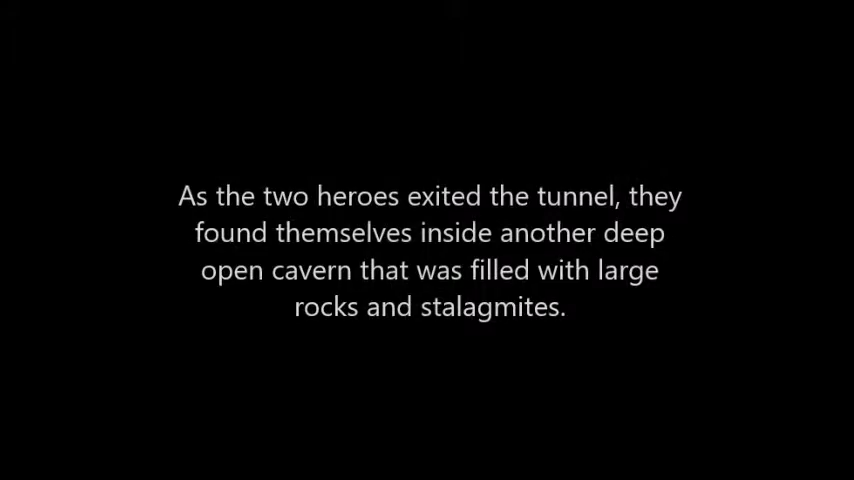 As the two heroes exited the tunnel, they
found themselves inside another deep
open cavern that was filled with large
rocks and stalagmites.